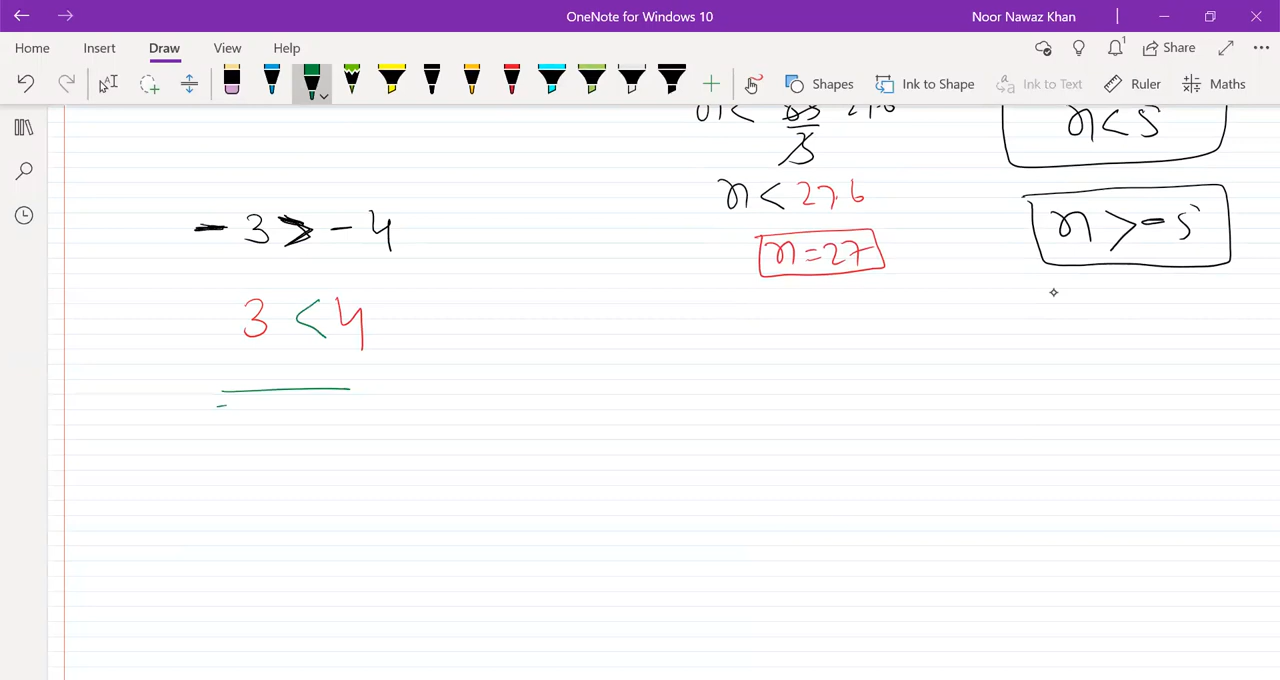 OneNote for Windows 10
Noor Nawaz Khan
Home Insert Draw View Help
1
Share
Shapes
Ink to Shape
Ink to Text
Ruler
Maths
n < 5
n < 27.6
n = 27
- 3 > - 4
n > - 5
3 < 4